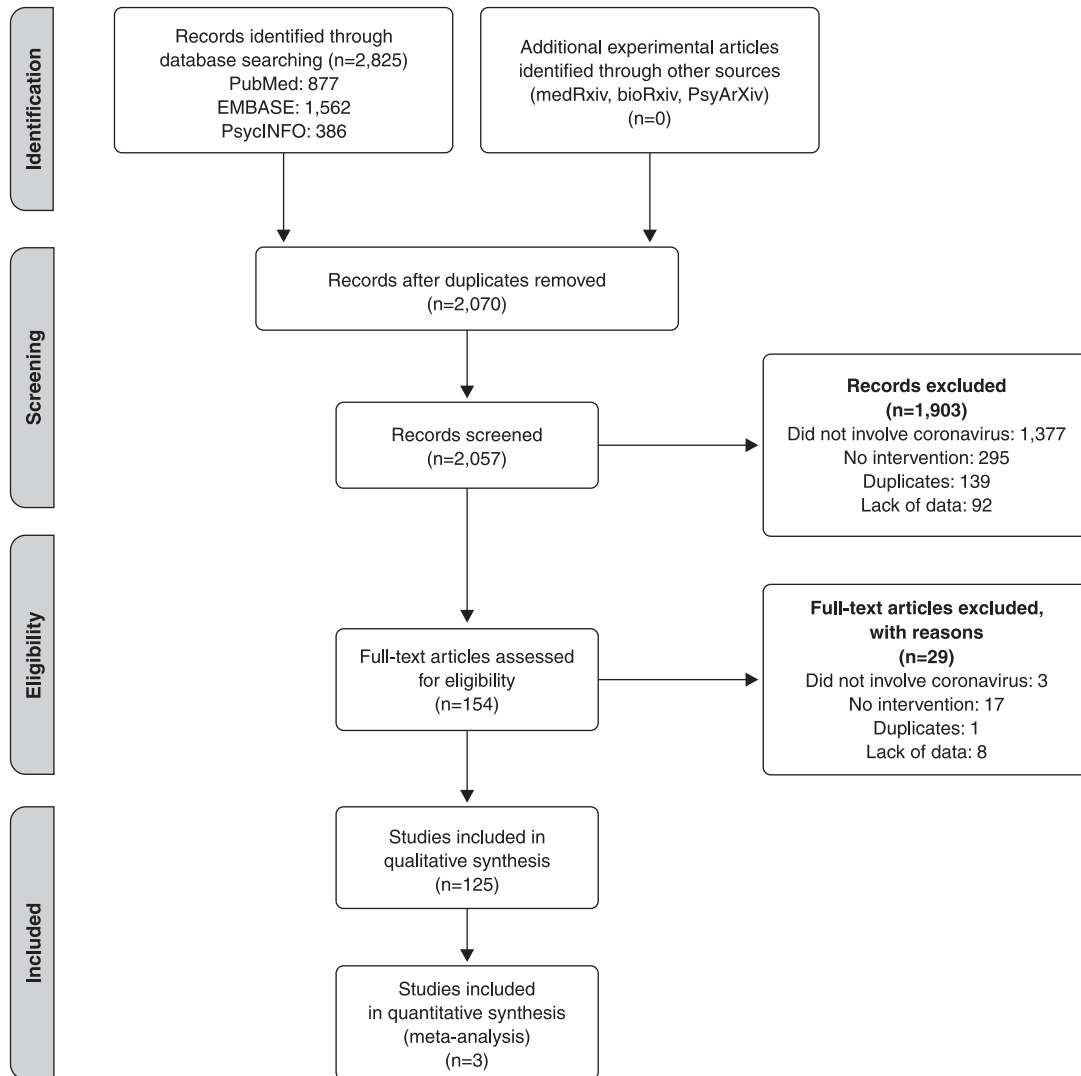 Identification
Records identified through
database searching (n=2,825)
PubMed: 877
EMBASE: 1,562
PsycINFO: 386
Additional experimental articles
identified through other sources
(medRxiv, bioRxiv, PsyArXiv)
(n=0)
Screening
Records after duplicates removed
(n=2,070)
Records screened
(n=2,057)
Records excluded
(n=1,903)
Did not involve coronavirus: 1,377
No intervention: 295
Duplicates: 139
Lack of data: 92
Eligibility
Full-text articles assessed
for eligibility
(n=154)
Full-text articles excluded,
with reasons
(n=29)
Did not involve coronavirus: 3
No intervention: 17
Duplicates: 1
Lack of data: 8
Included
Studies included in
qualitative synthesis
(n=125)
Studies included
in quantitative synthesis
(meta-analysis)
(n=3)